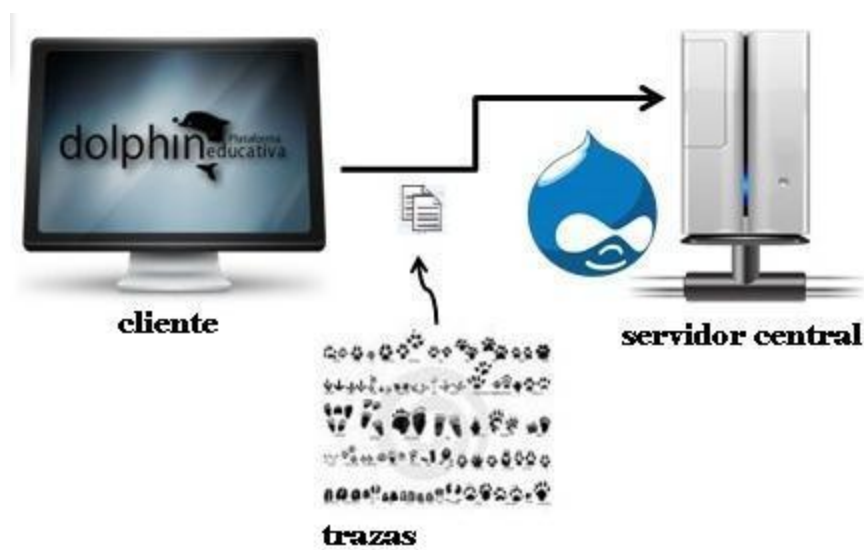 dolphin
Plataforma
educativa
cliente
servidor central
trazas